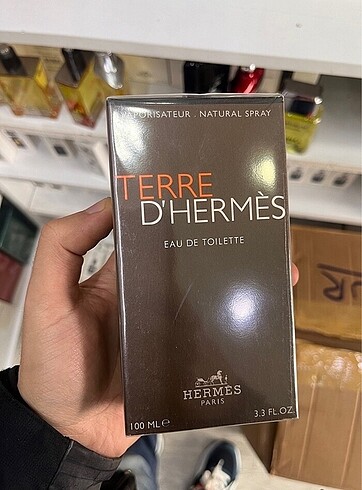 VAPORISATEUR . NATURAL SPRAY
TERRE
D'HERMÈS
EAU DE TOILETTE
HERMÈS
PARIS
100 ML ℮
3.3 FL.OZ.